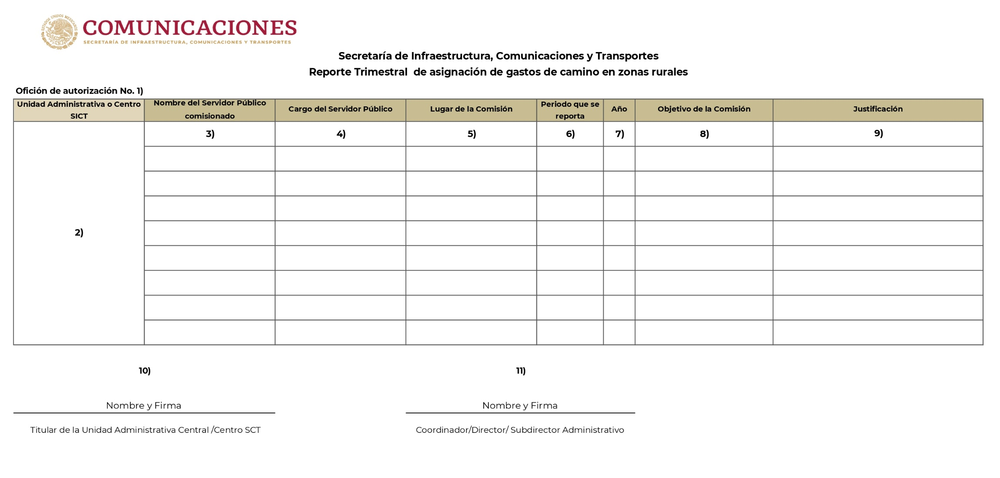 ESTADOS UNIDOS MEXICANOS
COMUNICACIONES
SECRETARÍA DE INFRAESTRUCTURA, COMUNICACIONES Y TRANSPORTES
Secretaría de Infraestructura, Comunicaciones y Transportes
Reporte Trimestral  de asignación de gastos de camino en zonas rurales
Ofición de autorización No. 1)
Unidad Administrativa o Centro
SICT
Nombre del Servidor Público
comisionado
Cargo del Servidor Público
Lugar de la Comisión
Periodo que se
reporta
Año
Objetivo de la Comisión
Justificación
3)
4)
5)
6)
7)
8)
9)
2)
10)
11)
Nombre y Firma
Nombre y Firma
Titular de la Unidad Administrativa Central /Centro SCT
Coordinador/Director/ Subdirector Administrativo